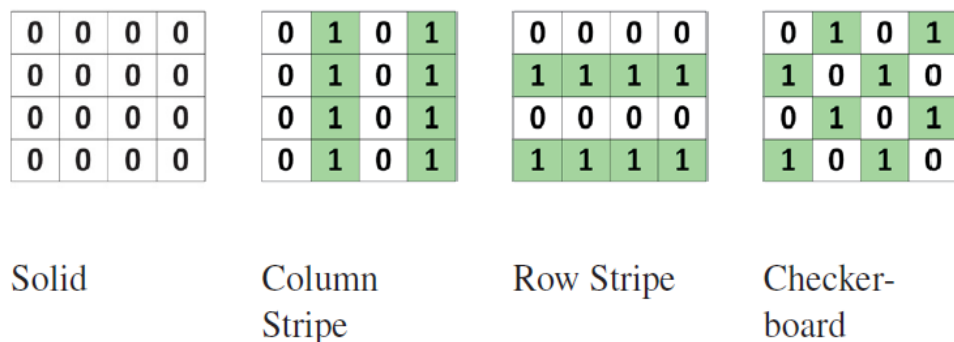 0 0 0 0
0 0 0 0
0 0 0 0
0 0 0 0
0 1 0 1
0 1 0 1
0 1 0 1
0 1 0 1
0 0 0 0
1 1 1 1
0 0 0 0
1 1 1 1
0 1 0 1
1 0 1 0
0 1 0 1
1 0 1 0
Solid
Column
Stripe
Row Stripe
Checker-
board